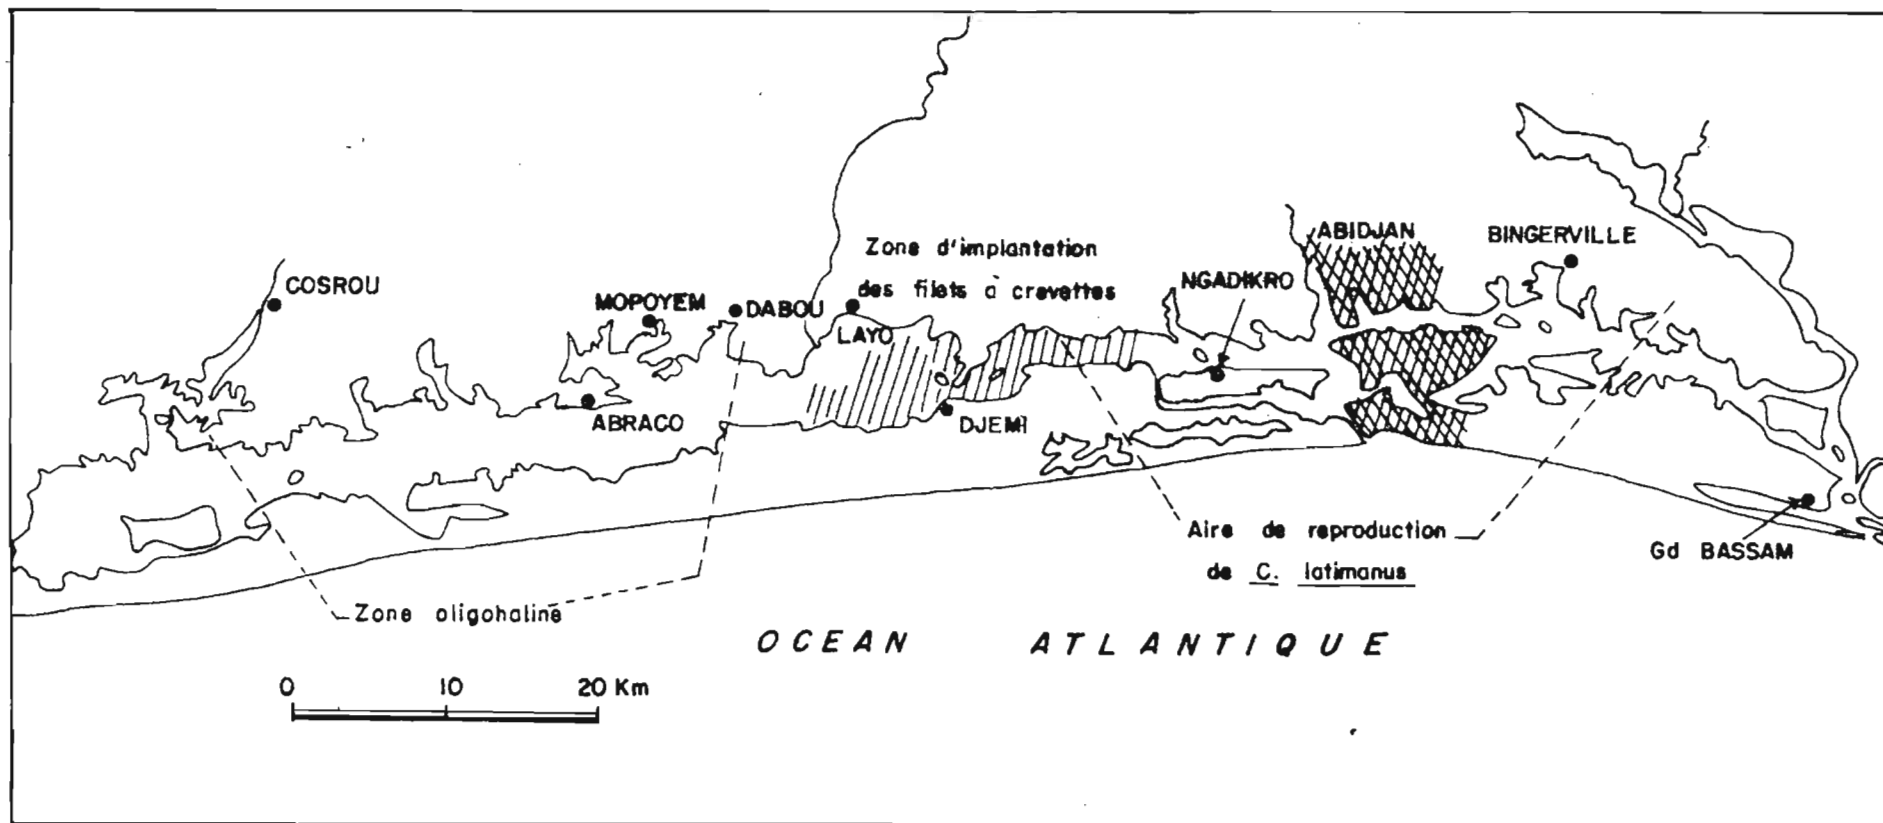 ABIDJAN
BINGERVILLE
Zone d'implantation
des filets à crevettes
NGADIKRO
COSROU
MOPOYEM
DABOU
LAYO
ABRACO
DJEMI
Aire de reproduction
de C. latimanus
Gd BASSAM
Zone oligohaline
OCEAN ATLANTIQUE
0 10 20 Km